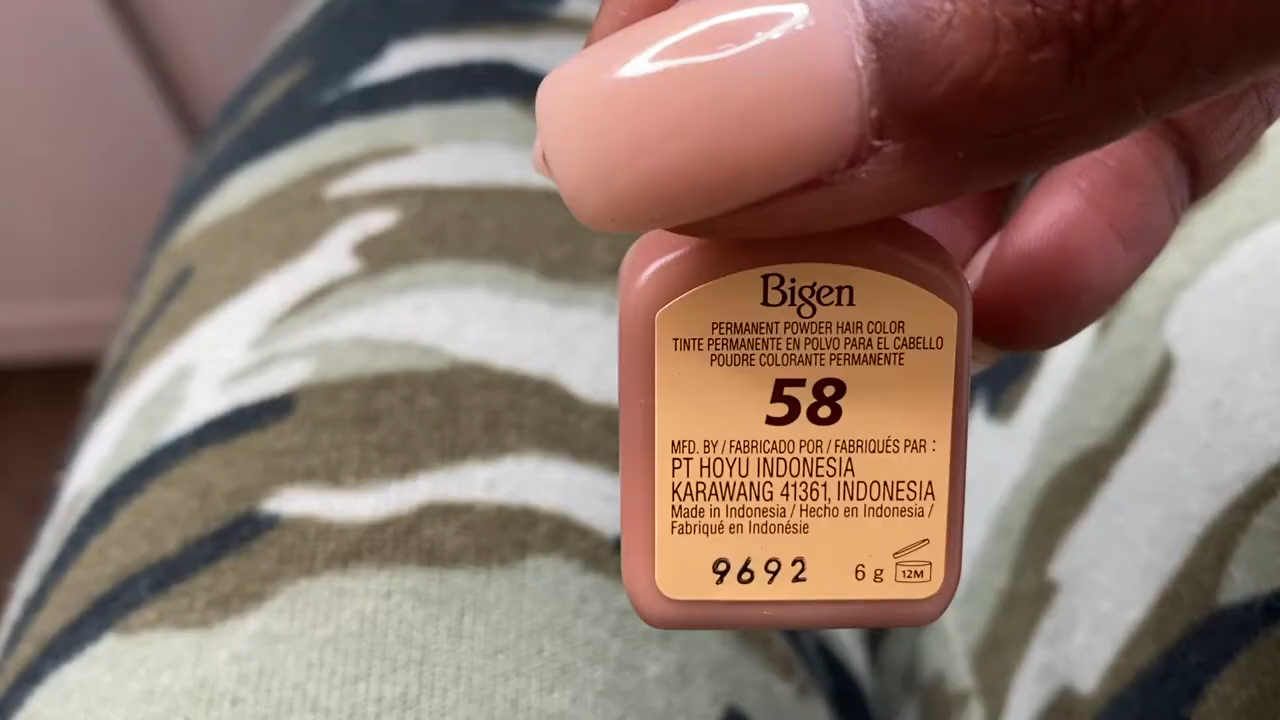 Bigen
PERMANENT POWDER HAIR COLOR
TINTE PERMANENTE EN POLVO PARA EL CABELLO
POUDRE COLORANTE PERMANENTE
58
MFD. BY / FABRICADO POR / FABRIQUÉS PAR :
PT HOYU INDONESIA
KARAWANG 41361, INDONESIA
Made in Indonesia / Hecho en Indonesia /
Fabriqué en Indonésie
9692 6 g 12M